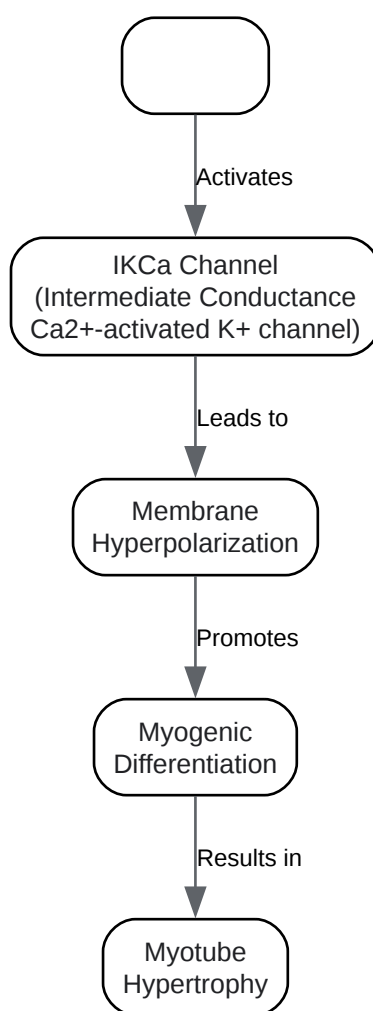 Activates
IKCa Channel
(Intermediate Conductance
Ca2+-activated K+ channel)
Leads to
Membrane
Hyperpolarization
Promotes
Myogenic
Differentiation
Results in
Myotube
Hypertrophy